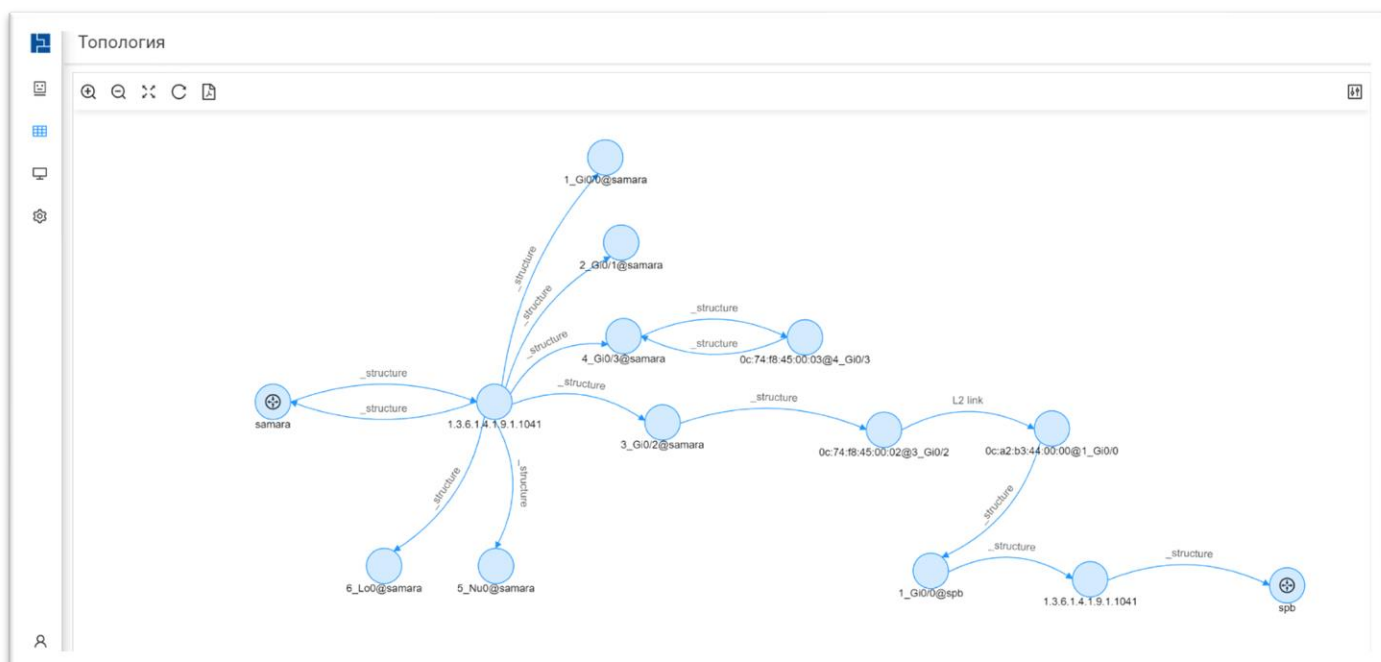 Топология
1_Gi0/0@samara
_structure
2_Gi0/1@samara
_structure
_structure
_structure
4_Gi0/3@samara
_structure
0c:74:f8:45:00:03@4_Gi0/3
_structure
samara
_structure
1.3.6.1.4.1.9.1.1041
_structure
3_Gi0/2@samara
_structure
0c:74:f8:45:00:02@3_Gi0/2
L2 link
0c:a2:b3:44:00:00@1_Gi0/0
_structure
_structure
6_Lo0@samara
5_Nu0@samara
_structure
1_Gi0/0@spb
_structure
1.3.6.1.4.1.9.1.1041
_structure
spb